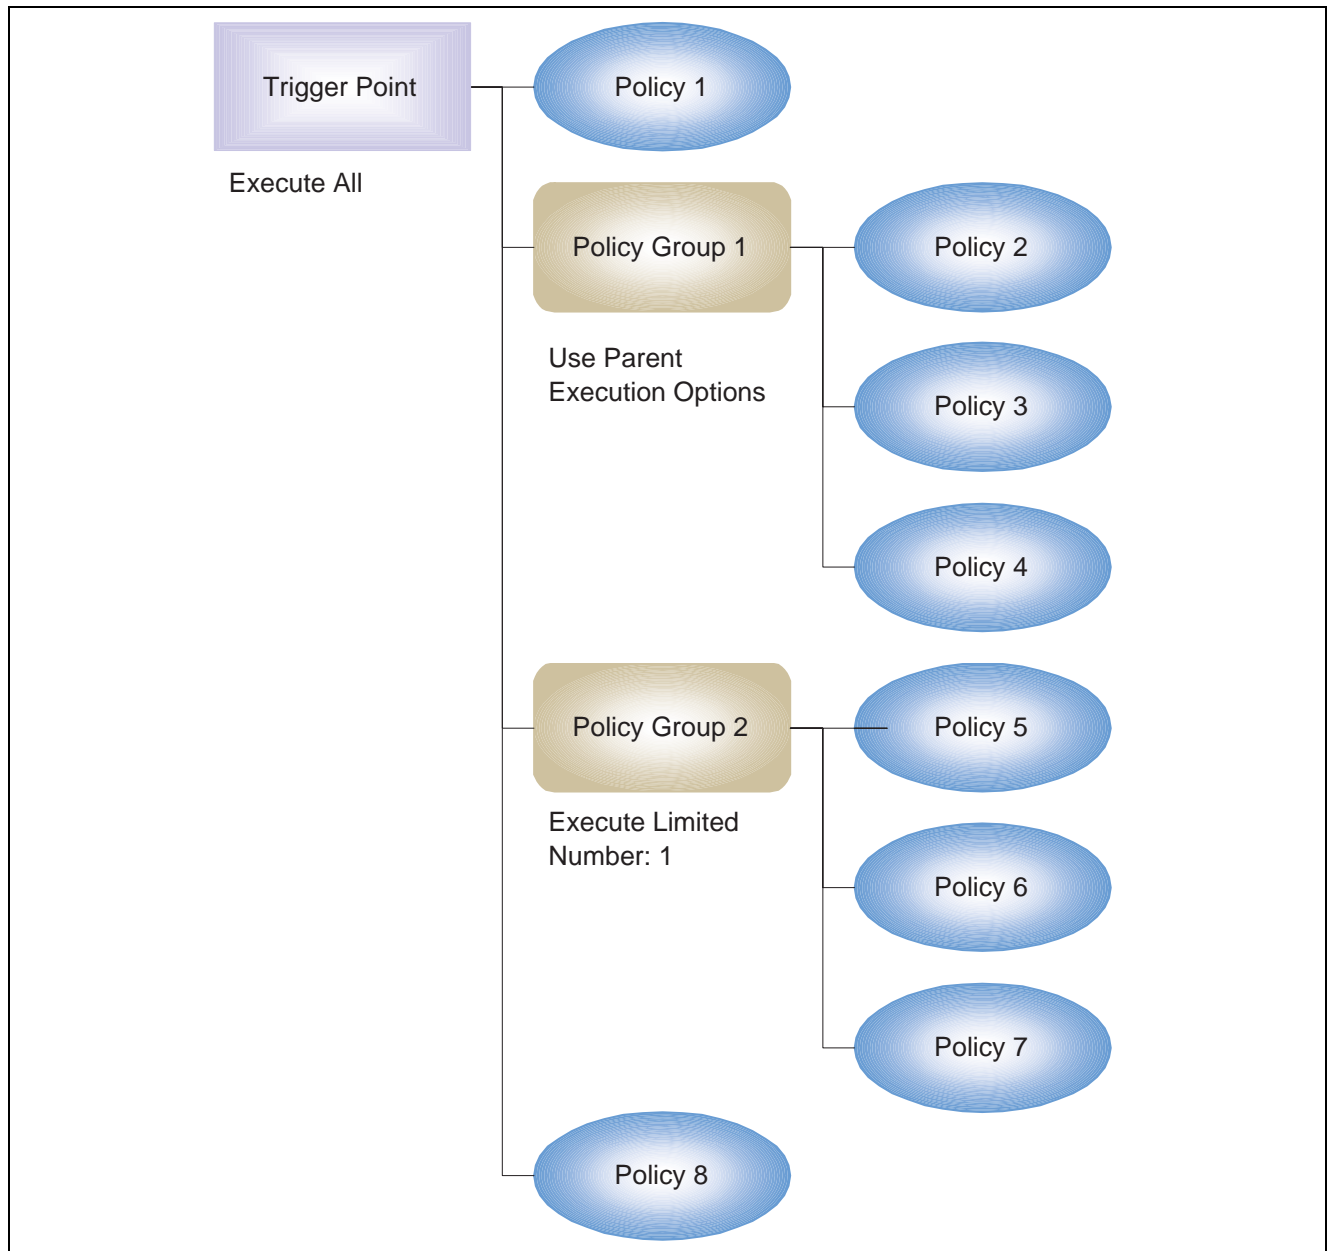 Trigger Point
Policy 1
Execute All
Policy Group 1
Policy 2
Use Parent
Execution Options
Policy 3
Policy 4
Policy Group 2
Policy 5
Execute Limited
Number: 1
Policy 6
Policy 7
Policy 8